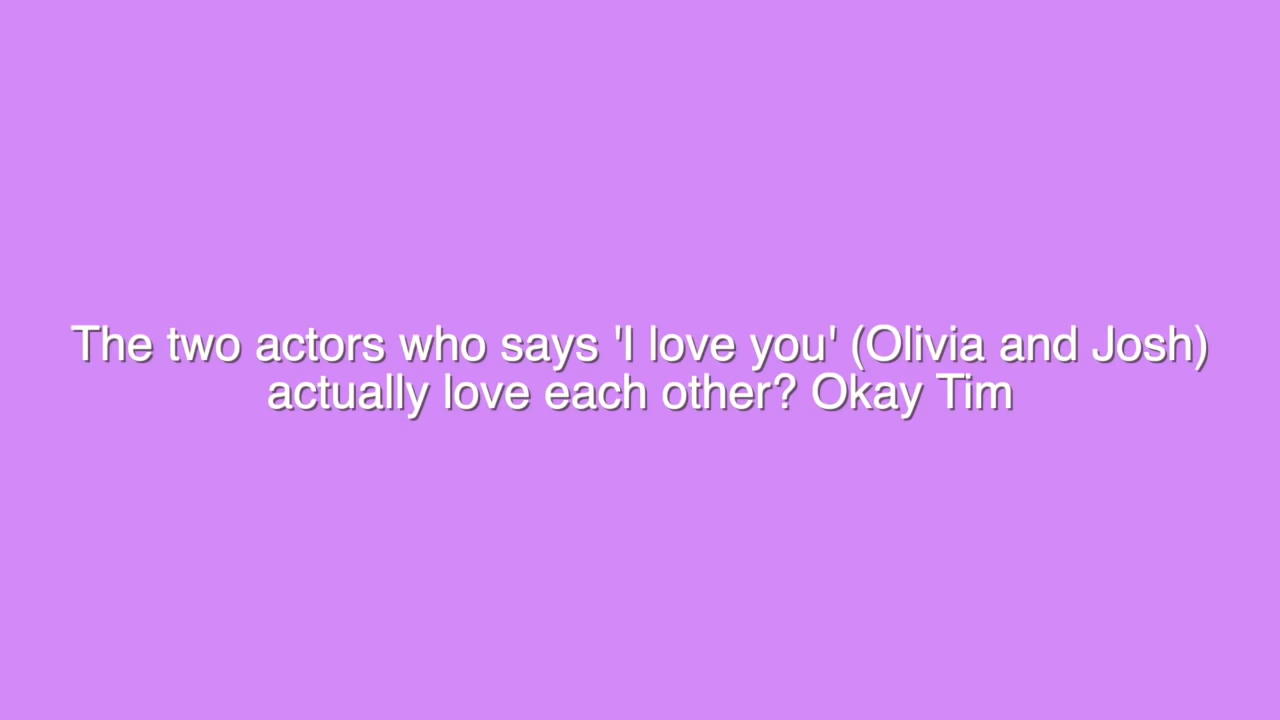 The two actors who says 'I love you' (Olivia and Josh)
actually love each other? Okay Tim